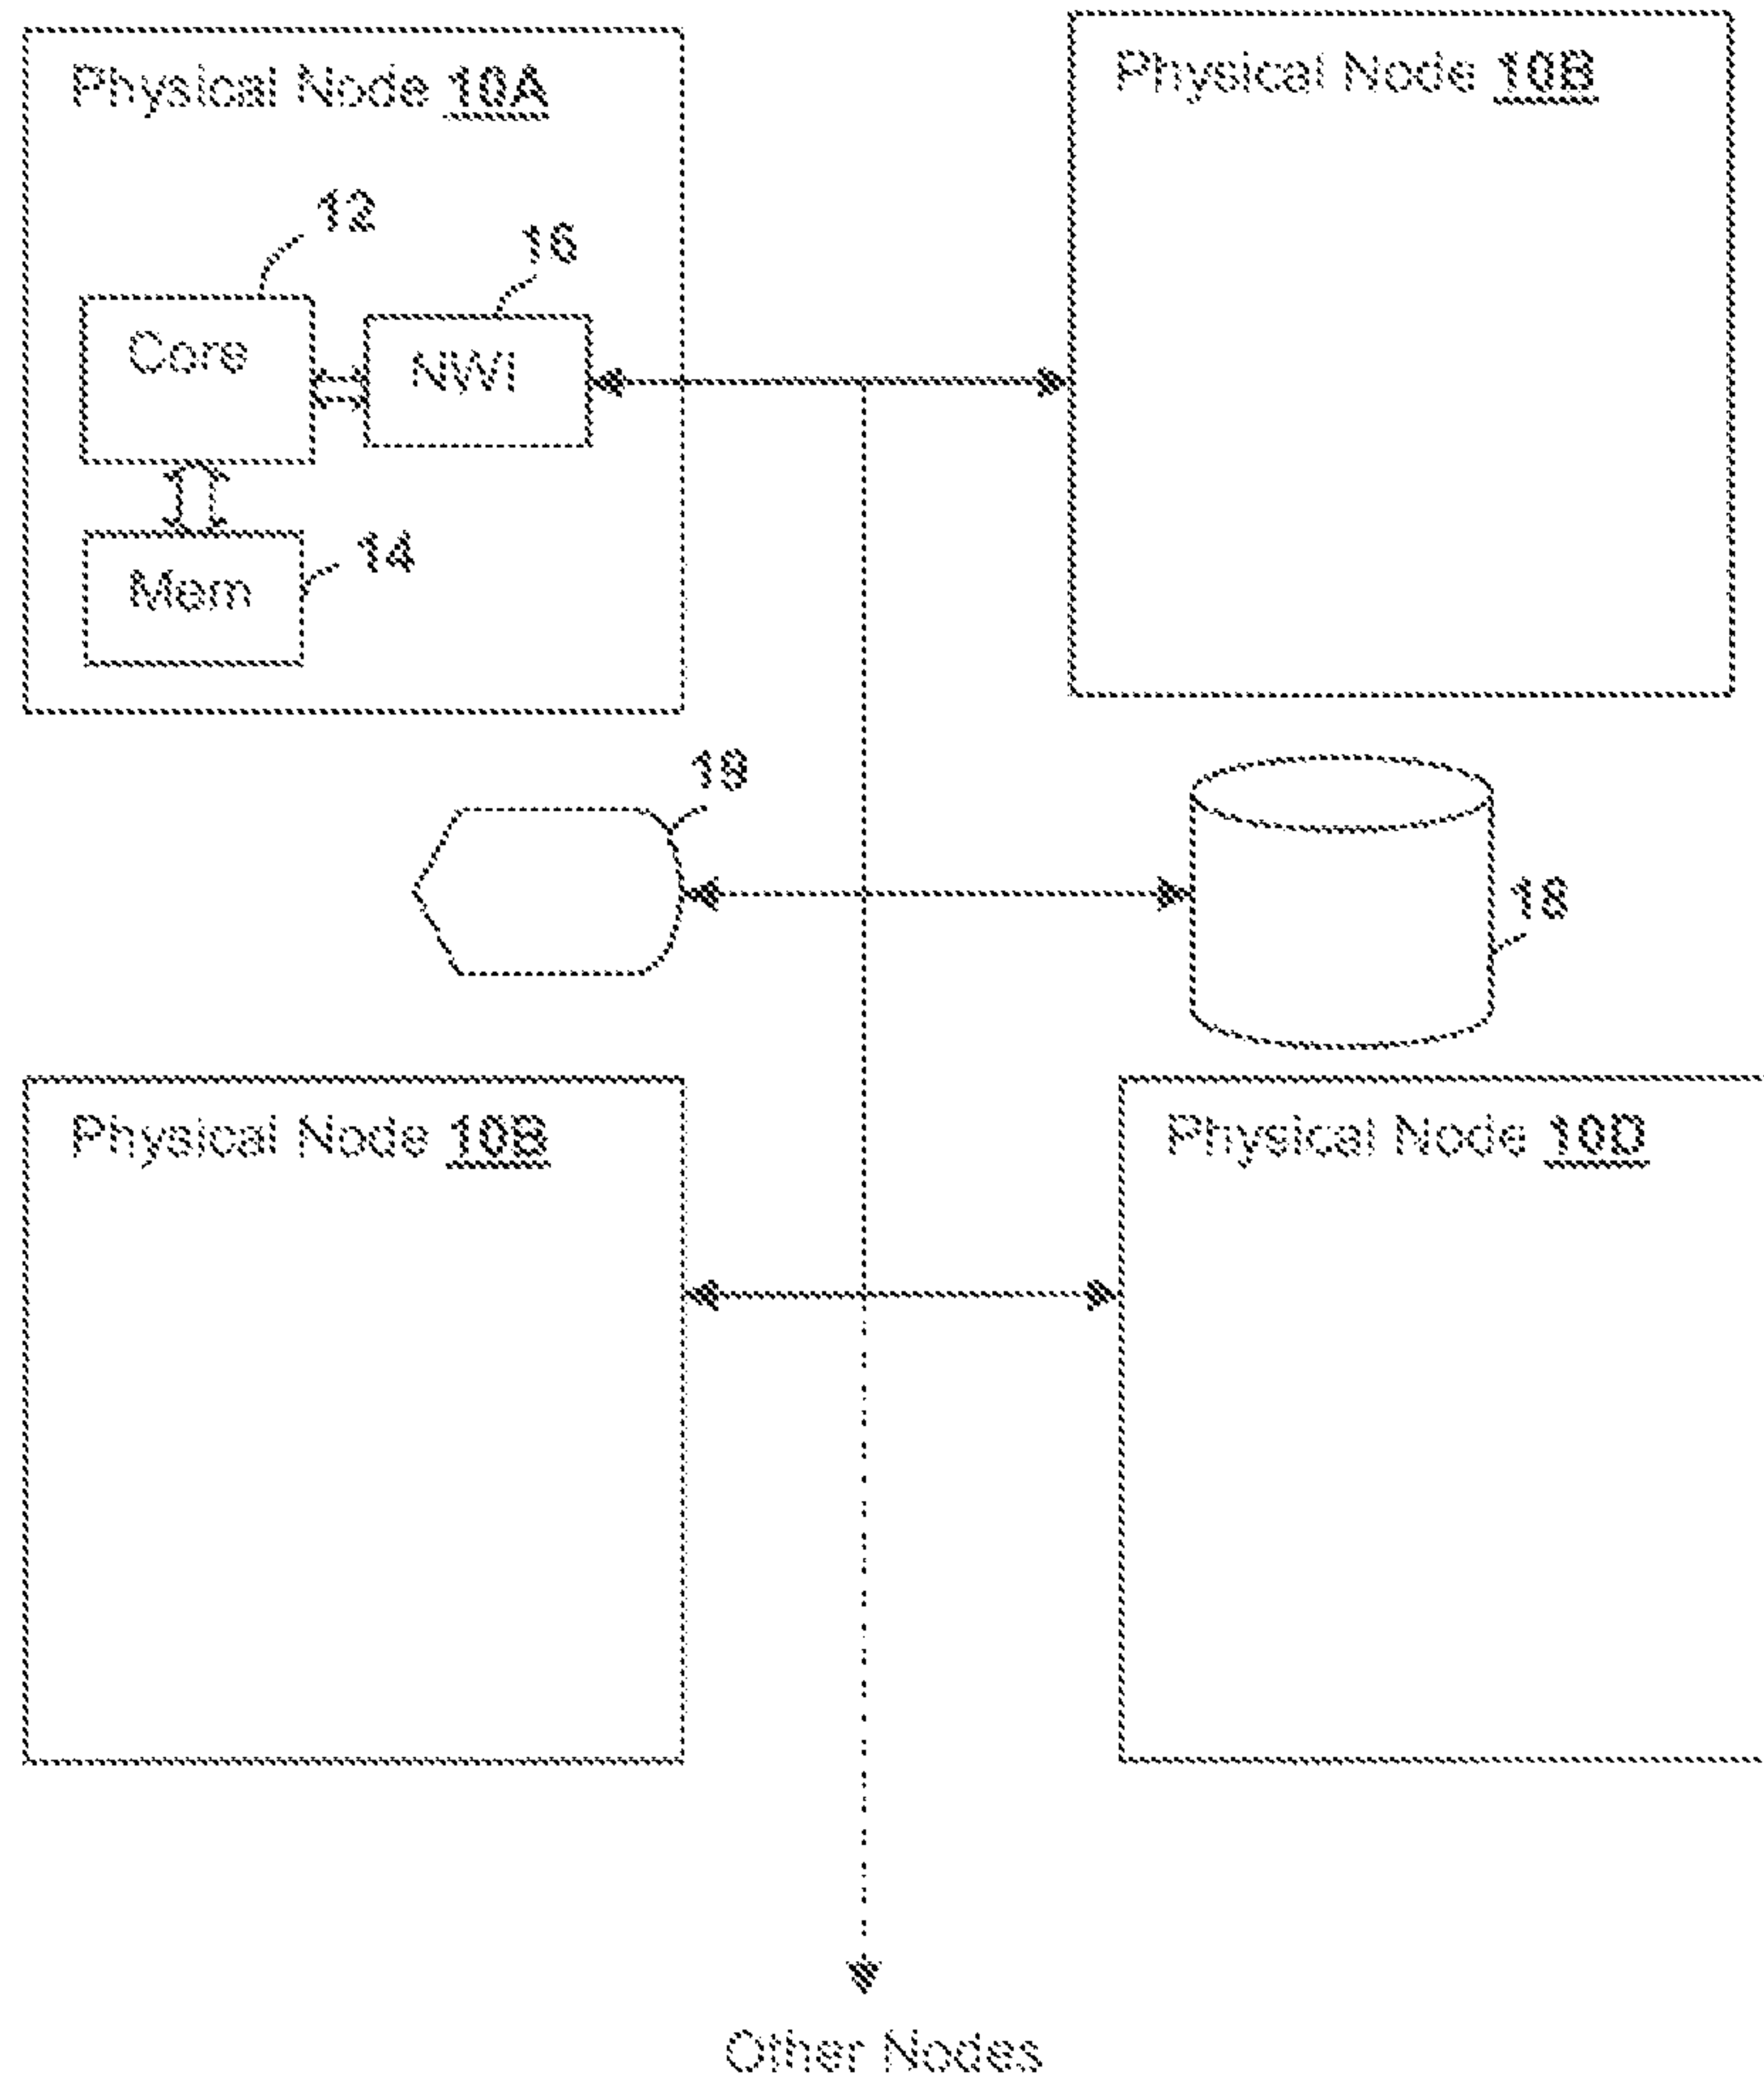 Physical Node 10A
Physical Node 10B
12
16
Core
NWI
14
Mem
19
18
Physical Node 10B
Physical Node 10D
Other Nodes